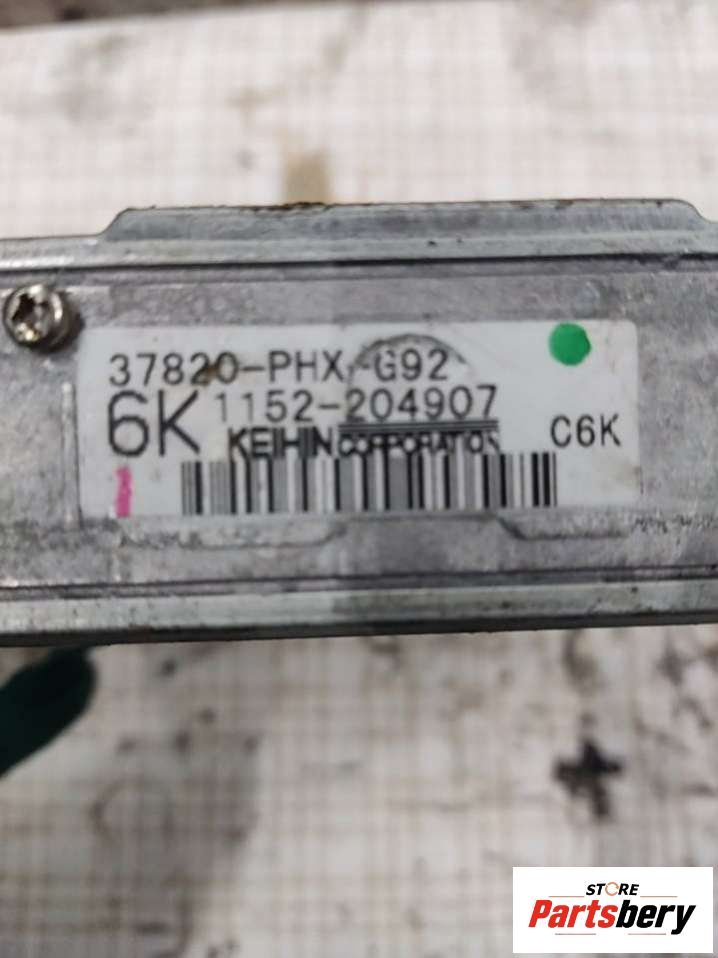 37820-PHX-G92
6K 1152-204907
KEIHIN CORPORATION C6K
STORE
Partsbery